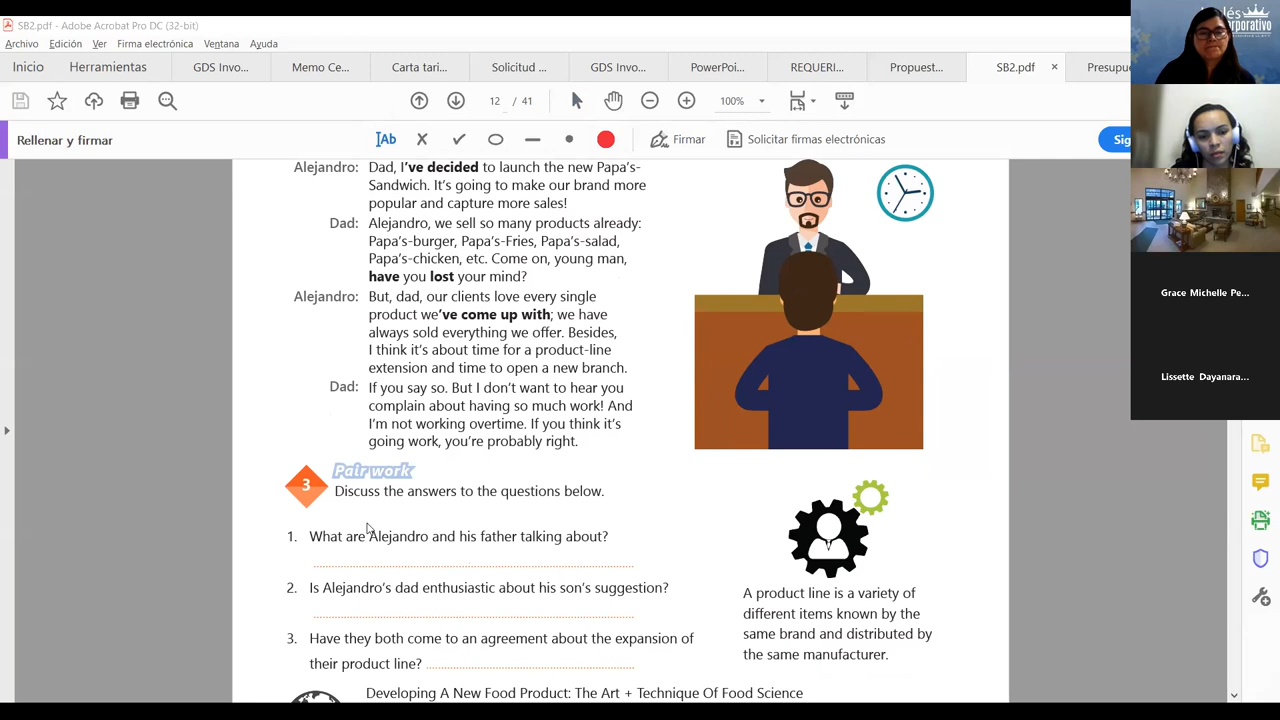 SB2.pdf - Adobe Acrobat Pro DC (32-bit)
Archivo Edición Ver Firma electrónica Ventana Ayuda
Inicio Herramientas GDS Invo... Memo Ce... Carta tari... Solicitud ... GDS Invo... PowerPoi... REQUERI... Propuest... SB2.pdf × Presupu
12 / 41 100%
Rellenar y firmar Ab Firmar Solicitar firmas electrónicas Sig
Alejandro: Dad, I've decided to launch the new Papa's-
Sandwich. It's going to make our brand more
popular and capture more sales!
Dad: Alejandro, we sell so many products already:
Papa's-burger, Papa's-Fries, Papa's-salad,
Papa's-chicken, etc. Come on, young man,
have you lost your mind?
Alejandro: But, dad, our clients love every single
product we've come up with; we have
always sold everything we offer. Besides,
I think it's about time for a product-line
extension and time to open a new branch.
Dad: If you say so. But I don't want to hear you
complain about having so much work! And
I'm not working overtime. If you think it's
going work, you're probably right.
3 Pair work
Discuss the answers to the questions below.
1. What are Alejandro and his father talking about?
2. Is Alejandro's dad enthusiastic about his son's suggestion?
3. Have they both come to an agreement about the expansion of
their product line?
A product line is a variety of
different items known by the
same brand and distributed by
the same manufacturer.
Developing A New Food Product: The Art + Technique Of Food Science
Grace Michelle Pe...
Lissette Dayanara...